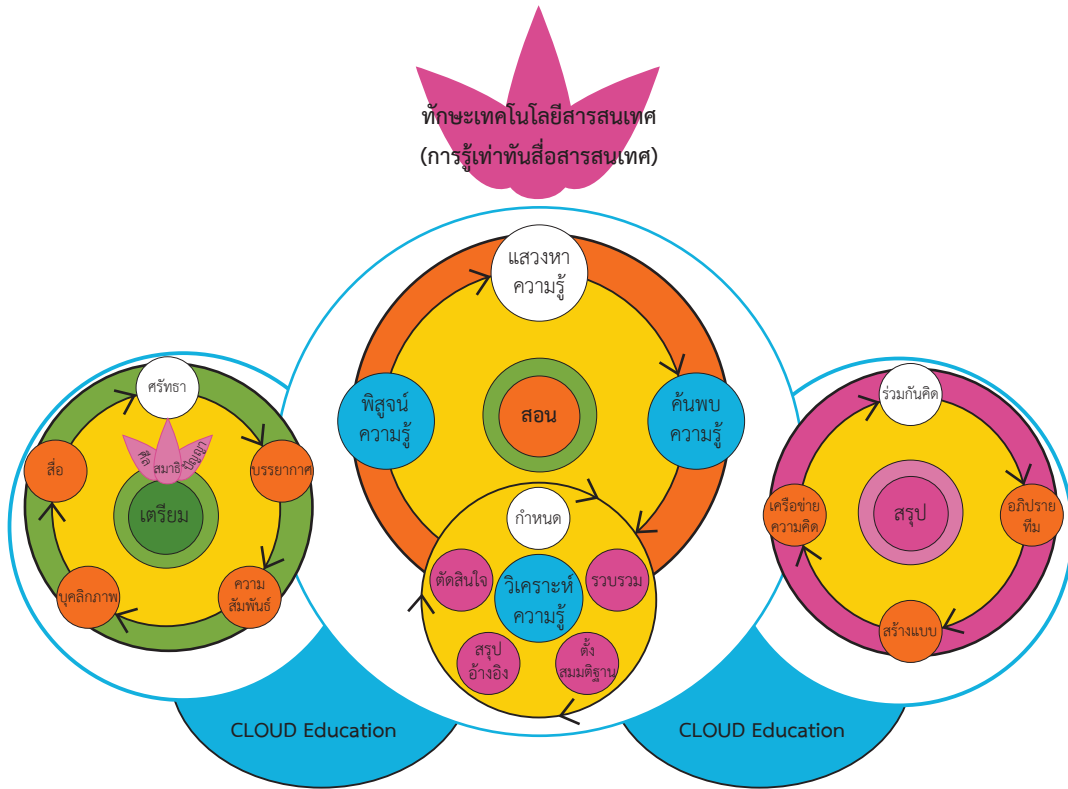 ทักษะเทคโนโลยีสารสนเทศ
(การรู้เท่าทันสื่อสารสนเทศ)
แสวงหา
ความรู้
พิสูจน์
ความรู้
สอน
ค้นพบ
ความรู้
กำหนด
ตัดสินใจ
วิเคราะห์
ความรู้
รวบรวม
สรุป
อ้างอิง
ตั้ง
สมมติฐาน
ศรัทธา
สื่อ
ศีล
สมาธิ
ปัญญา
บรรยากาศ
เตรียม
บุคลิกภาพ
ความ
สัมพันธ์
ร่วมกันคิด
เครือข่าย
ความคิด
สรุป
อภิปราย
ทีม
สร้างแบบ
CLOUD Education
CLOUD Education